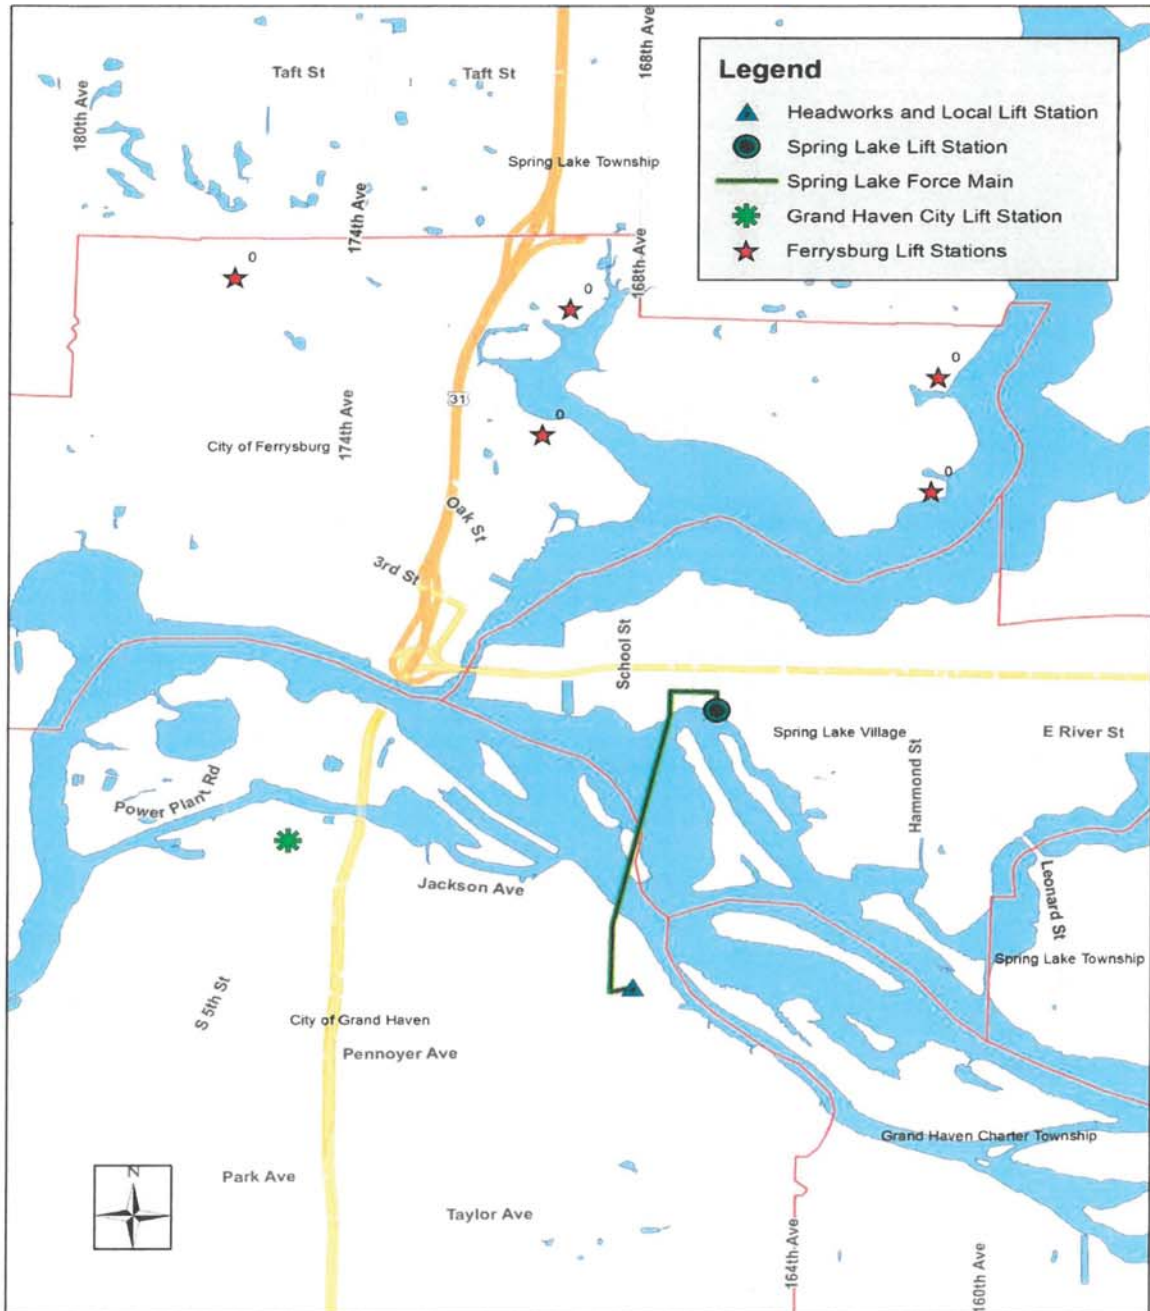 Taft St
Taft St
168th Ave
180th Ave
Legend
Headworks and Local Lift Station
Spring Lake Lift Station
Spring Lake Force Main
Grand Haven City Lift Station
Ferrysburg Lift Stations
Spring Lake Township
174th Ave
168th Ave
0
0
0
31
0
174th Ave
City of Ferrysburg
0
Oak St
3rd St
School St
Spring Lake Village
E River St
Power Plant Rd
Hammond St
Jackson Ave
Leonard St
Spring Lake Township
S 5th St
City of Grand Haven
Pennoyer Ave
Grand Haven Charter Township
N
Park Ave
Taylor Ave
164th Ave
160th Ave